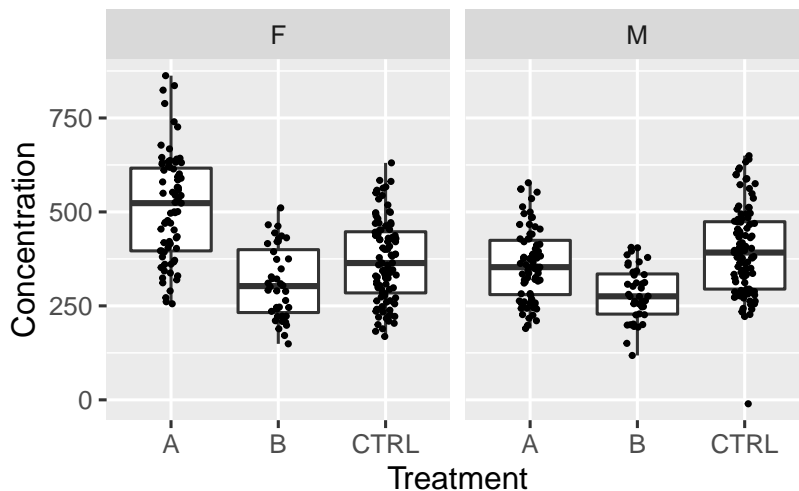 F M
Concentration
750
500
250
0
A B CTRL A B CTRL
Treatment